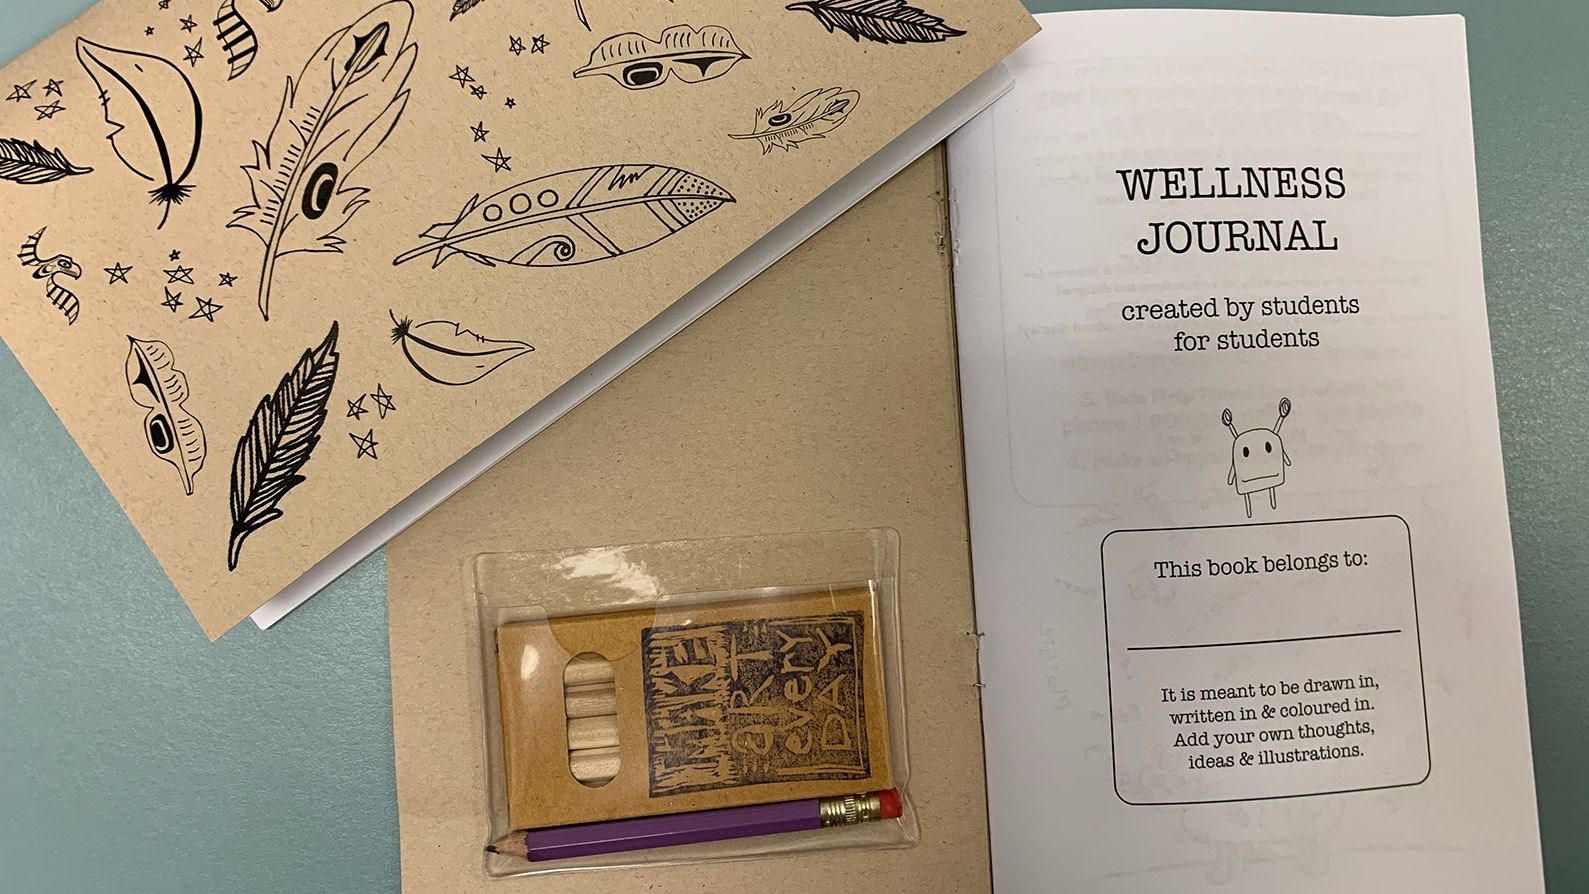 WELLNESS
JOURNAL
created by students
for students
This book belongs to:
It is meant to be drawn in,
written in & coloured in.
Add your own thoughts,
ideas & illustrations.
MAKE
aRT
every
DAY